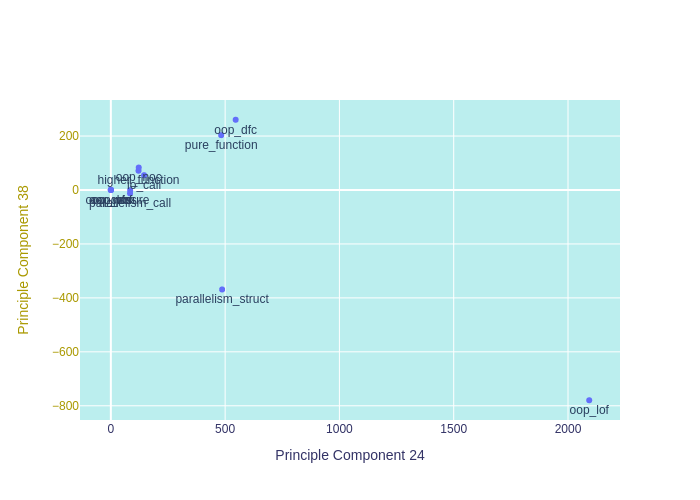 oop_dfc
pure_function
higher_function
io_call
parallelism_call
parallelism_struct
oop_lof
200
0
−200
−400
−600
−800
0
500
1000
1500
2000
Principle Component 38
Principle Component 24